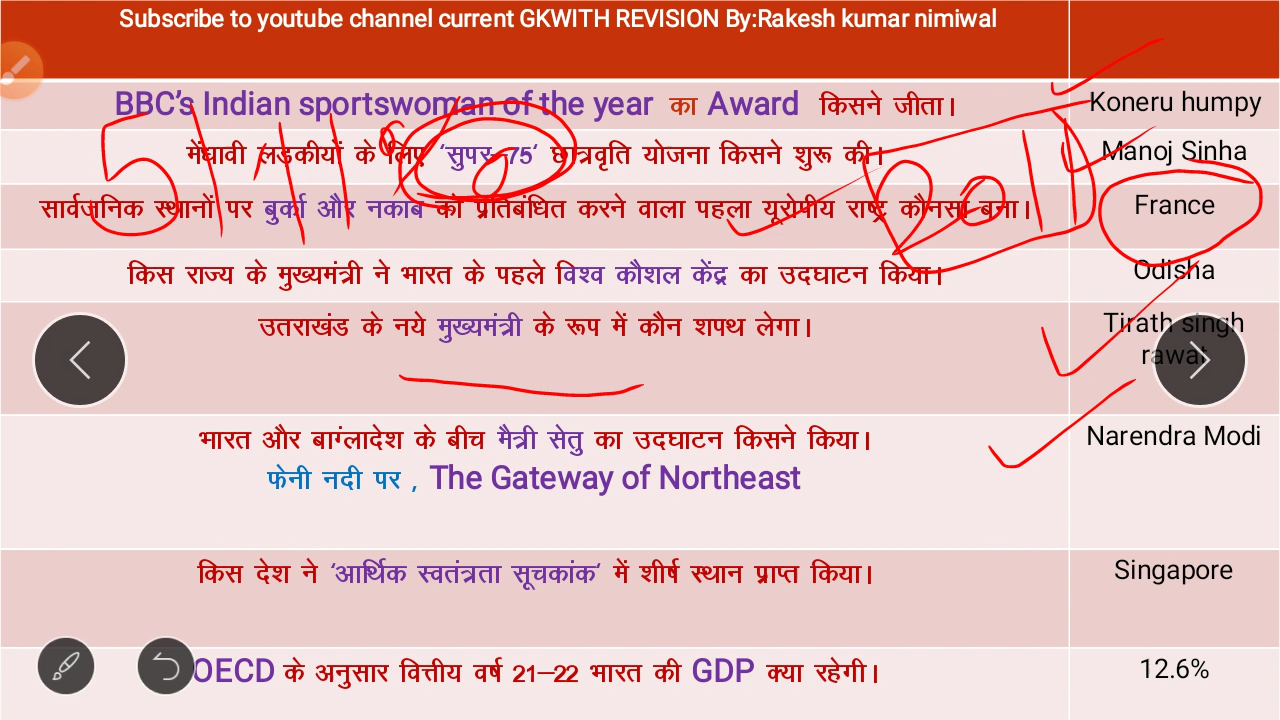 Subscribe to youtube channel current GKWITH REVISION By:Rakesh kumar nimiwal
BBC's Indian sportswoman of the year का Award किसने जीता। Koneru humpy
मेंघावी लडकीयों के लिए 'सुपर-75' छात्रवृति योजना किसने शुरू की। Manoj Sinha
सार्वजनिक स्थानों पर बुर्का और नकाब को प्रतिबंधित करने वाला पहला यूरोपीय राष्ट्र कौनसा बना। France
किस राज्य के मुख्यमंत्री ने भारत के पहले विश्व कौशल केंद्र का उदघाटन किया। Odisha
उतराखंड के नये मुख्यमंत्री के रूप में कौन शपथ लेगा। Tirath singh
rawat
भारत और बागंलादेश के बीच मैत्री सेतु का उदघाटन किसने किया। Narendra Modi
फेनी नदी पर , The Gateway of Northeast
किस देश ने 'आर्थिक स्वतंत्रता सूचकांक' में शीर्ष स्थान प्राप्त किया। Singapore
OECD के अनुसार वित्तीय वर्ष 21–22 भारत की GDP क्या रहेगी। 12.6%